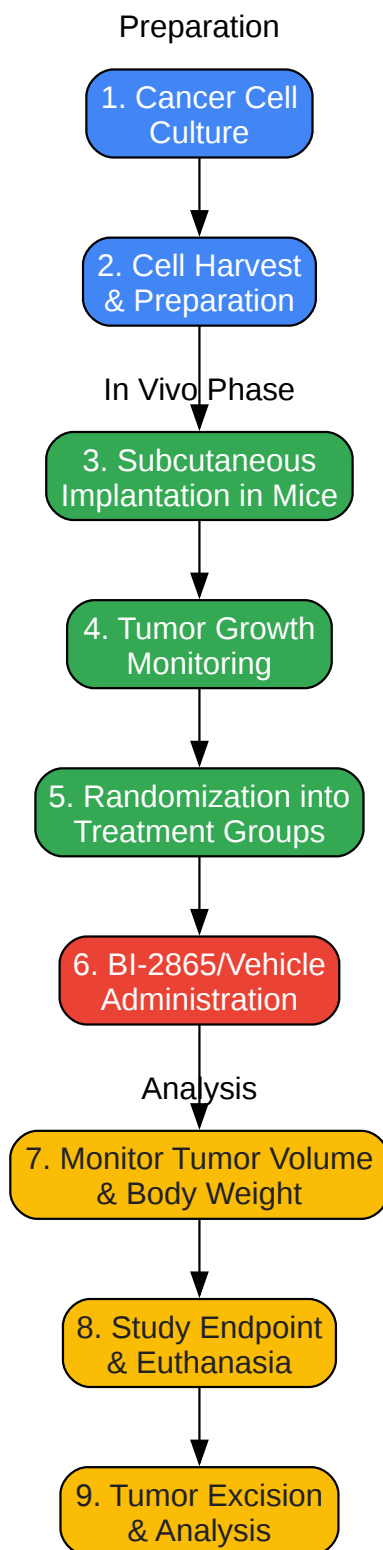 Preparation
1. Cancer Cell
Culture
2. Cell Harvest
& Preparation
In Vivo Phase
3. Subcutaneous
Implantation in Mice
4. Tumor Growth
Monitoring
5. Randomization into
Treatment Groups
6. BI-2865/Vehicle
Administration
Analysis
7. Monitor Tumor Volume
& Body Weight
8. Study Endpoint
& Euthanasia
9. Tumor Excision
& Analysis